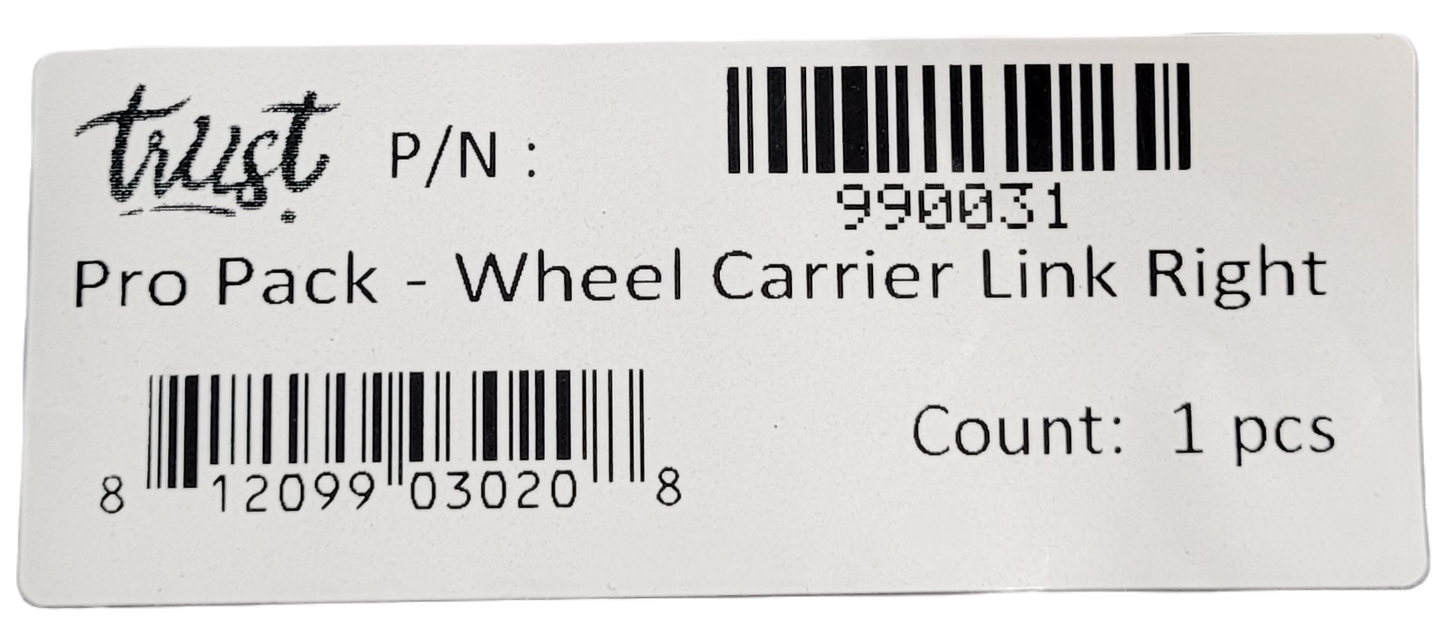 trust P/N :
990031
Pro Pack - Wheel Carrier Link Right
8 12099 03020 8
Count: 1 pcs